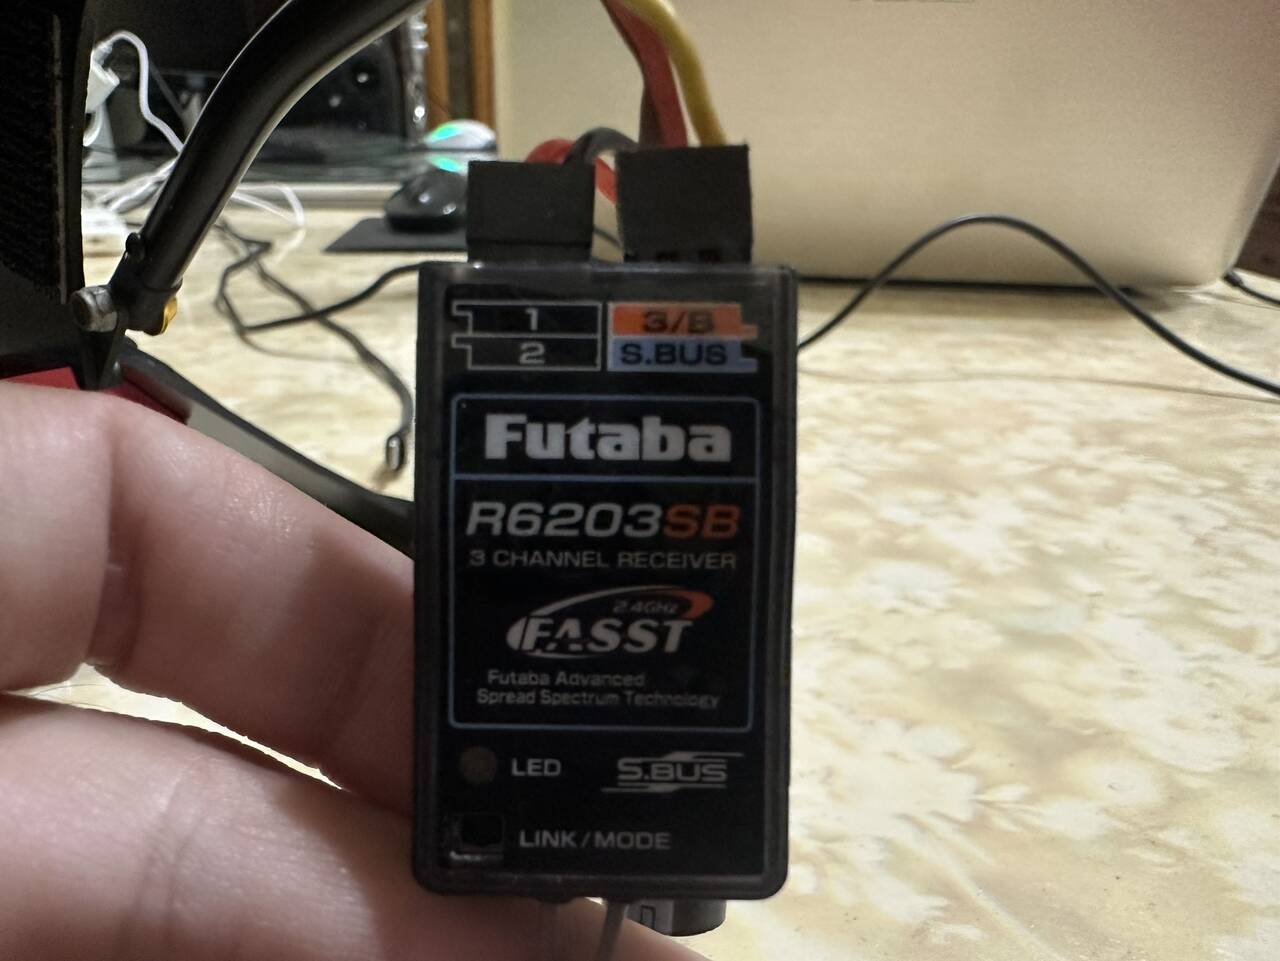 1
3/B
2
S.BUS
Futaba
R6203SB
3 CHANNEL RECEIVER
2.4GHz
FASST
Futaba Advanced
Spread Spectrum Technology
LED
S.BUS
LINK/MODE